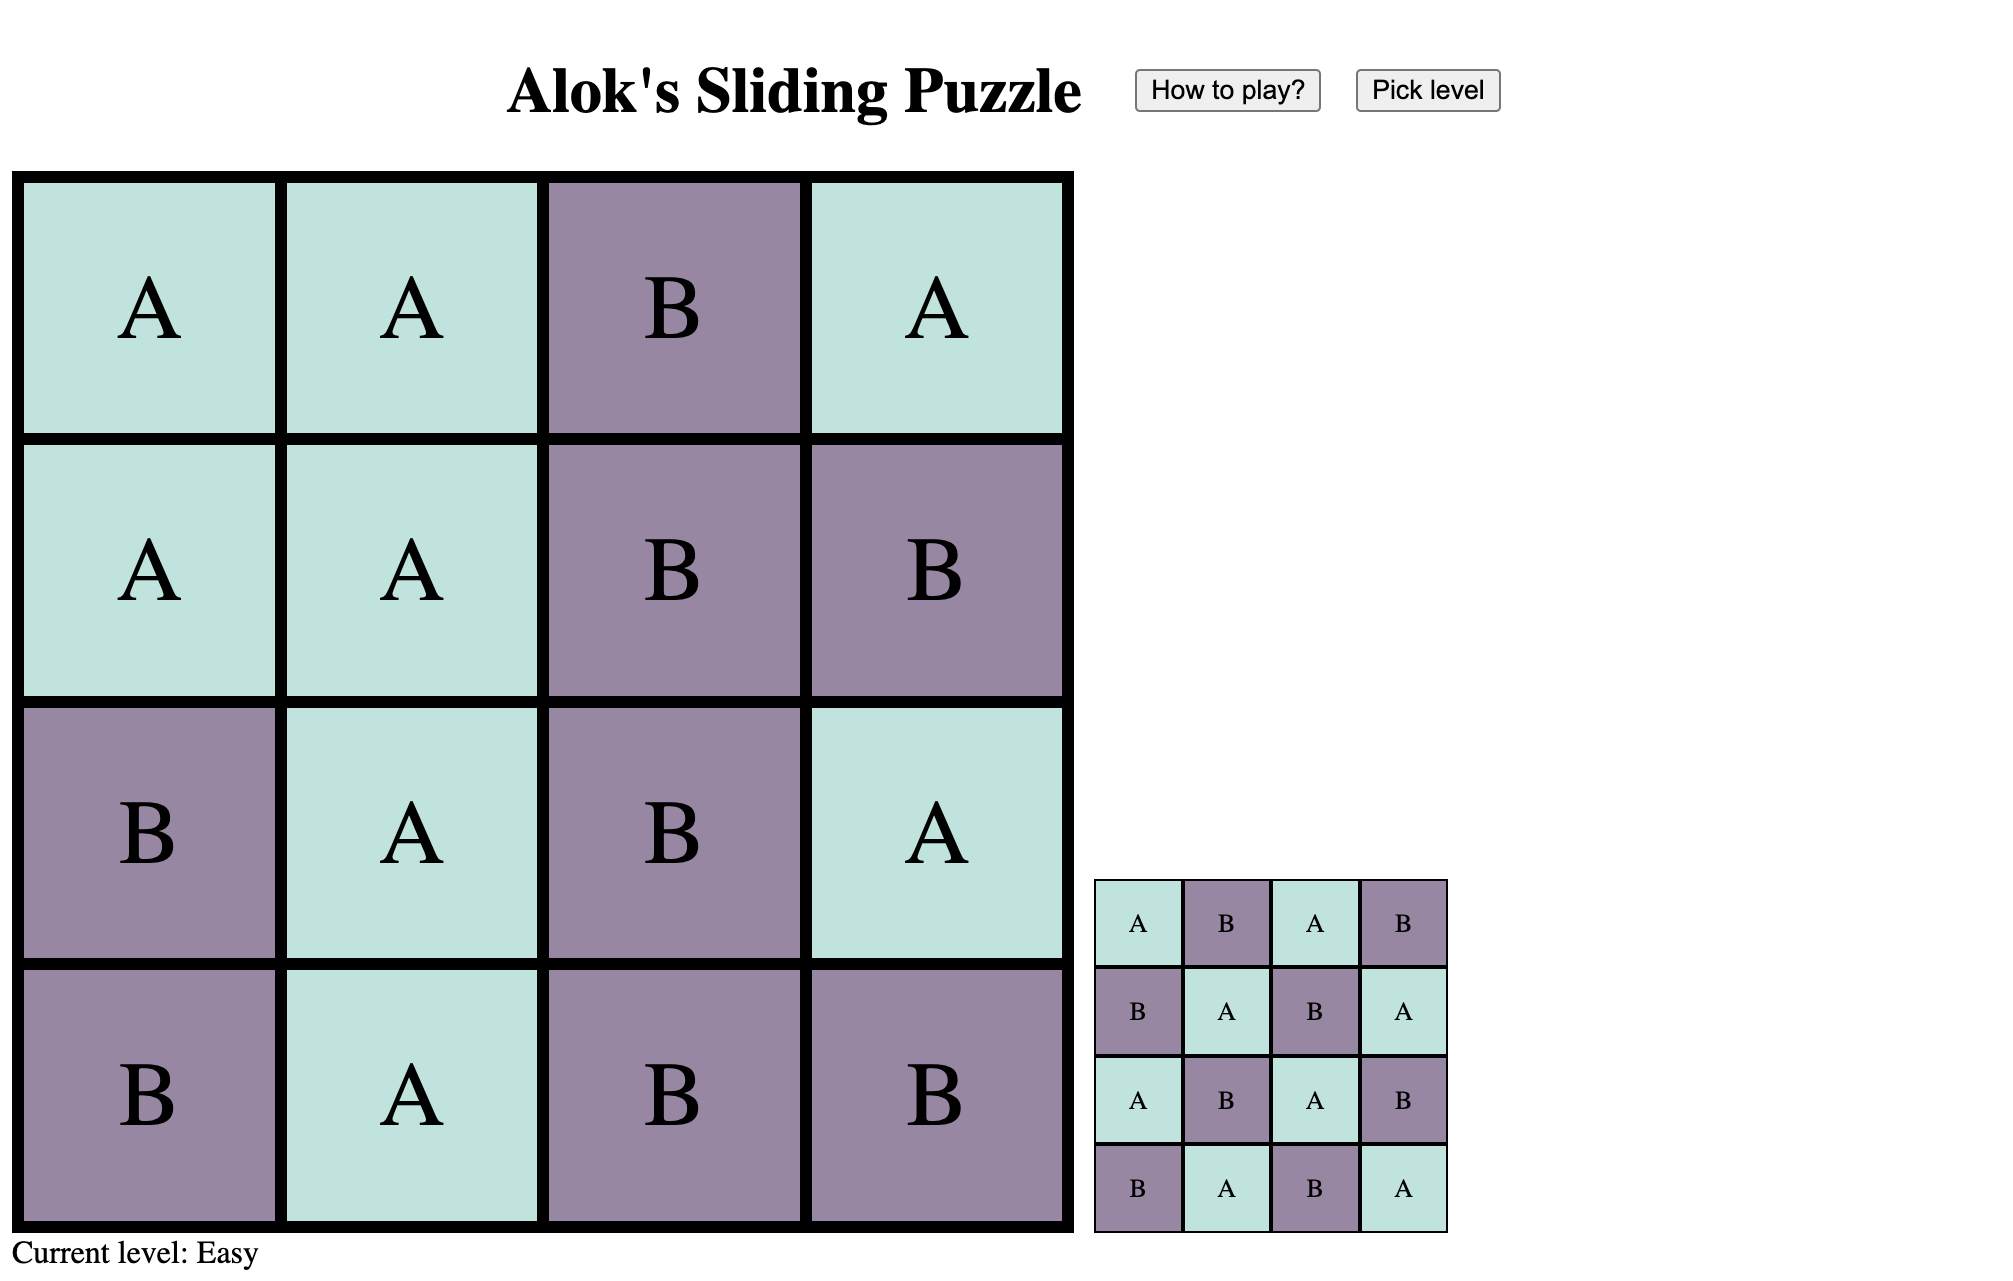 Alok's Sliding Puzzle How to play? Pick level
A A B A
A A B B
B A B A
B A B B
A B A B
B A B A
A B A B
B A B A
Current level: Easy